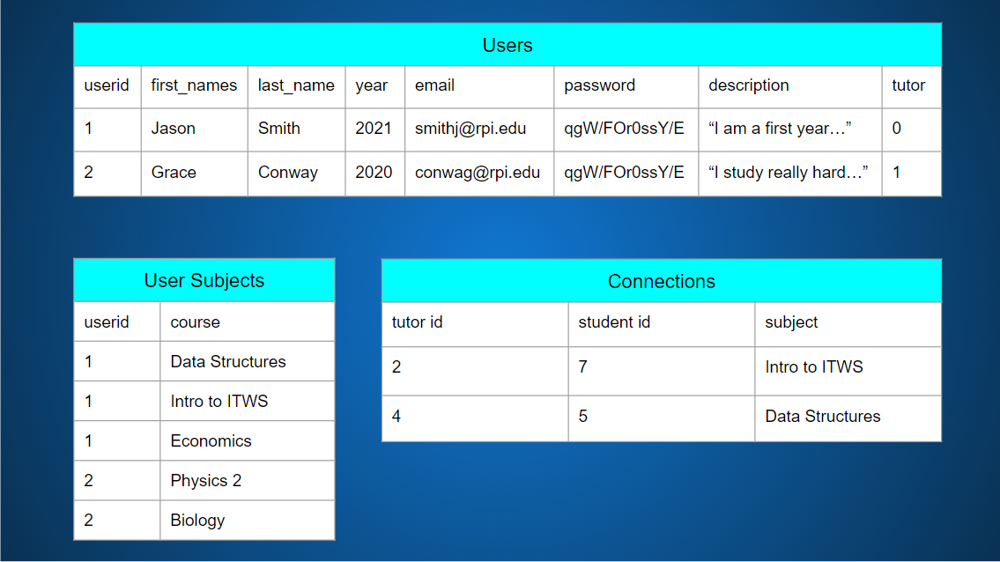 Users
userid first_names last_name year email password description tutor
1 Jason Smith 2021 smithj@rpi.edu qgW/FOr0ssY/E “I am a first year…” 0
2 Grace Conway 2020 conwag@rpi.edu qgW/FOr0ssY/E “I study really hard…” 1
User Subjects
userid course
1 Data Structures
1 Intro to ITWS
1 Economics
2 Physics 2
2 Biology
Connections
tutor id student id subject
2 7 Intro to ITWS
4 5 Data Structures